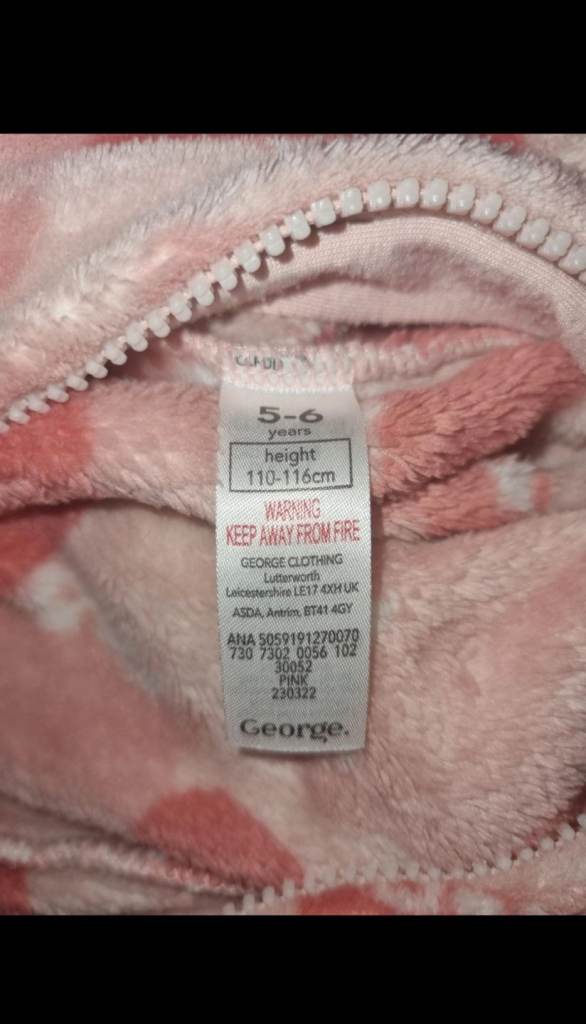 5-6
years
height
110-116cm
WARNING
KEEP AWAY FROM FIRE
GEORGE CLOTHING
Lutterworth
Leicestershire LE17 4XH UK
ASDA, Antrim, BT41 4GY
ANA 5059191270070
730 7302 0056 102
30052
PINK
230322
George.